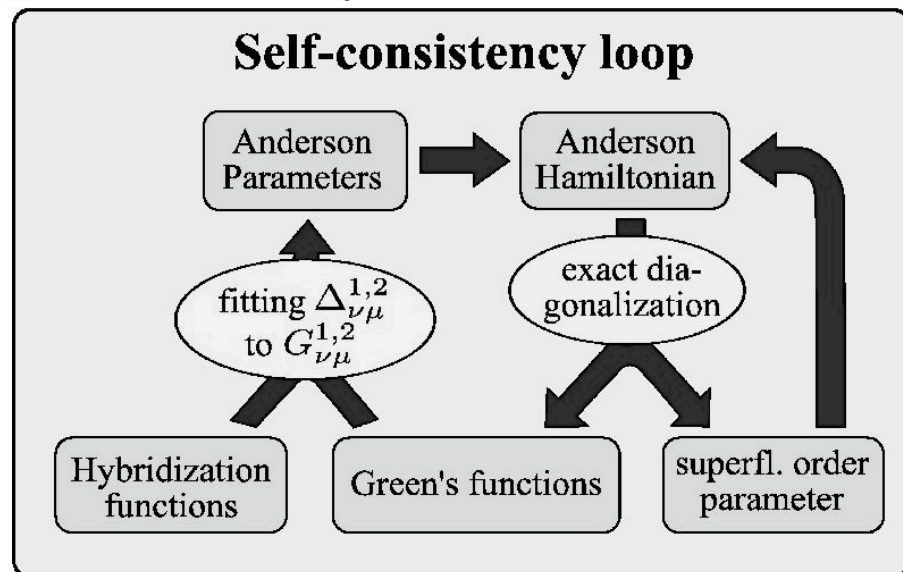 Self-consistency loop
Anderson
Parameters
Anderson
Hamiltonian
fitting Δ^{1,2}_{νμ}
to G^{1,2}_{νμ}
exact dia-
gonalization
Hybridization
functions
Green's functions
superfl. order
parameter